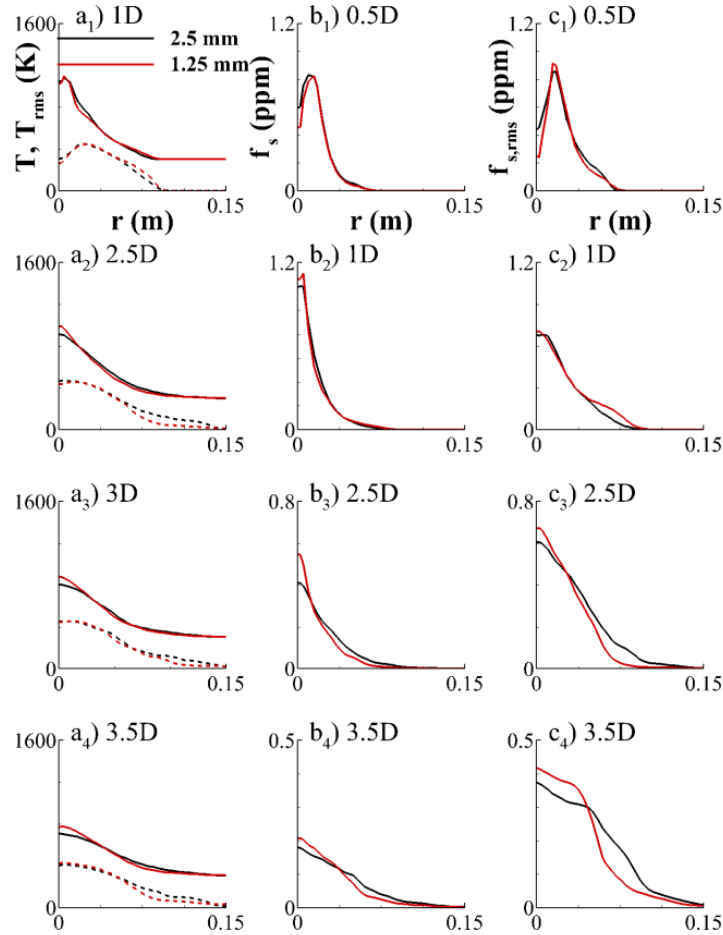 a1) 1D
b1) 0.5D
c1) 0.5D
1600
1.2
1.2
2.5 mm
1.25 mm
T, Trms (K)
fs (ppm)
fs,rms (ppm)
0
0
0
0 0.15
0 0.15
0 0.15
r (m)
r (m)
r (m)
a2) 2.5D
b2) 1D
c2) 1D
1600
1.2
1.2
0
0
0
0 0.15
0 0.15
0 0.15
a3) 3D
b3) 2.5D
c3) 2.5D
1600
0.8
0.8
0
0
0
0 0.15
0 0.15
0 0.15
a4) 3.5D
b4) 3.5D
c4) 3.5D
1600
0.5
0.5
0
0
0
0 0.15
0 0.15
0 0.15